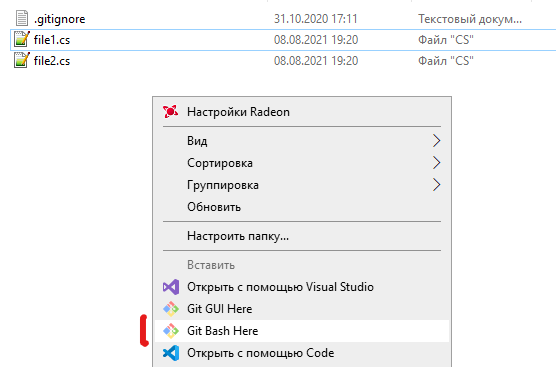 .gitignore 31.10.2020 17:11 Текстовый докум...
file1.cs 08.08.2021 19:20 Файл "CS"
file2.cs 08.08.2021 19:20 Файл "CS"
Настройки Radeon
Вид
Сортировка
Группировка
Обновить
Настроить папку...
Вставить
Открыть с помощью Visual Studio
Git GUI Here
Git Bash Here
Открыть с помощью Code